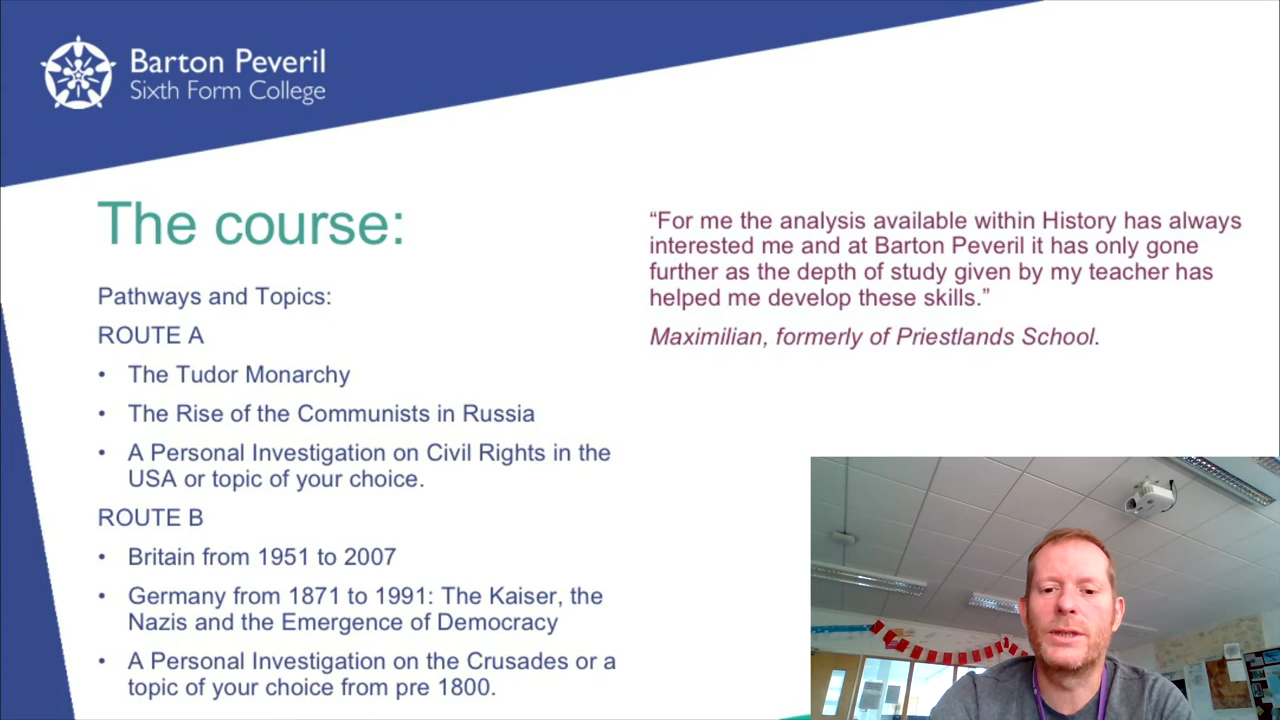 Barton Peveril
Sixth Form College
The course:
Pathways and Topics:
ROUTE A
• The Tudor Monarchy
• The Rise of the Communists in Russia
• A Personal Investigation on Civil Rights in the
USA or topic of your choice.
ROUTE B
• Britain from 1951 to 2007
• Germany from 1871 to 1991: The Kaiser, the
Nazis and the Emergence of Democracy
• A Personal Investigation on the Crusades or a
topic of your choice from pre 1800.
“For me the analysis available within History has always
interested me and at Barton Peveril it has only gone
further as the depth of study given by my teacher has
helped me develop these skills.”
Maximilian, formerly of Priestlands School.